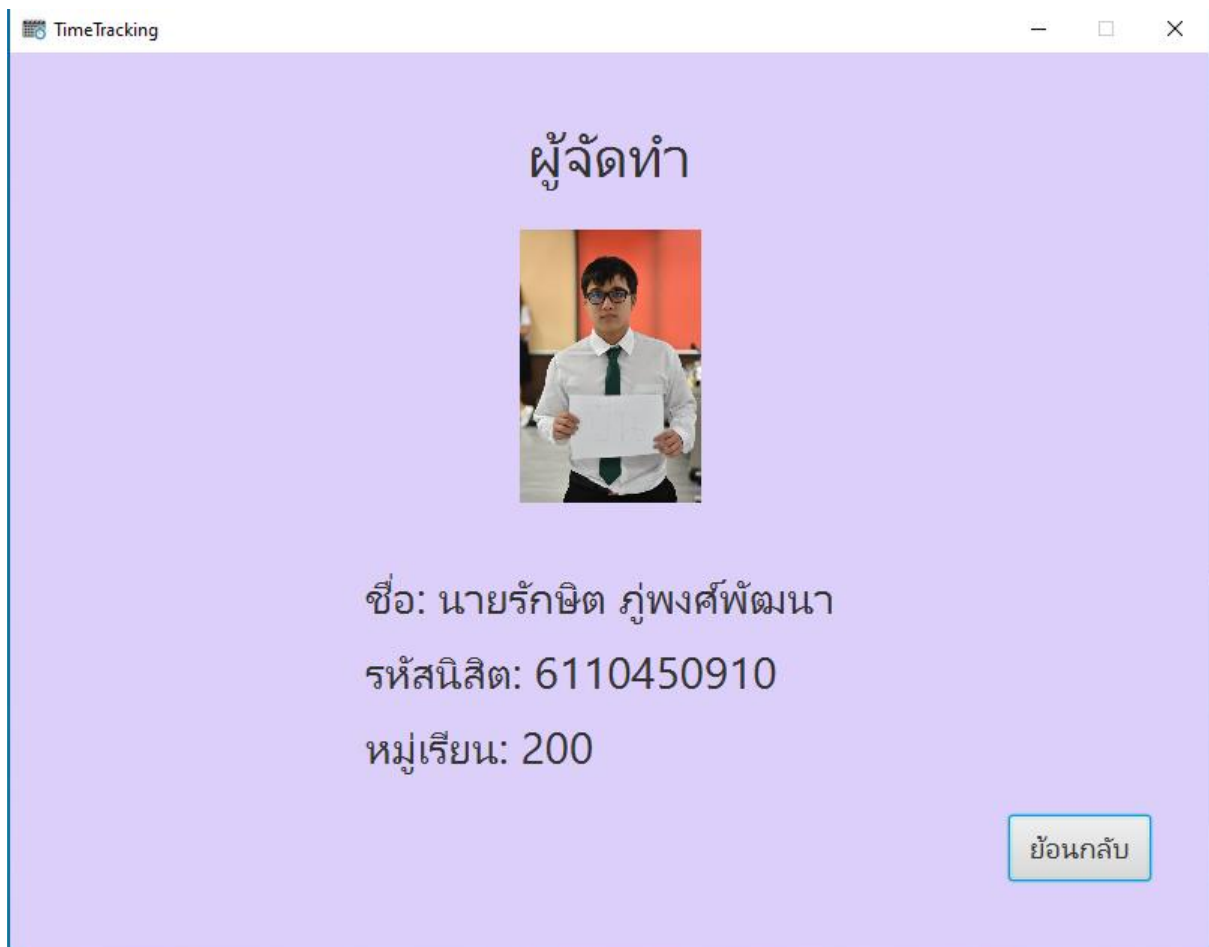 TimeTracking
ผู้จัดทำ
ชื่อ: นายรักษิต ภู่พงศ์พัฒนา
รหัสนิสิต: 6110450910
หมู่เรียน: 200
ย้อนกลับ